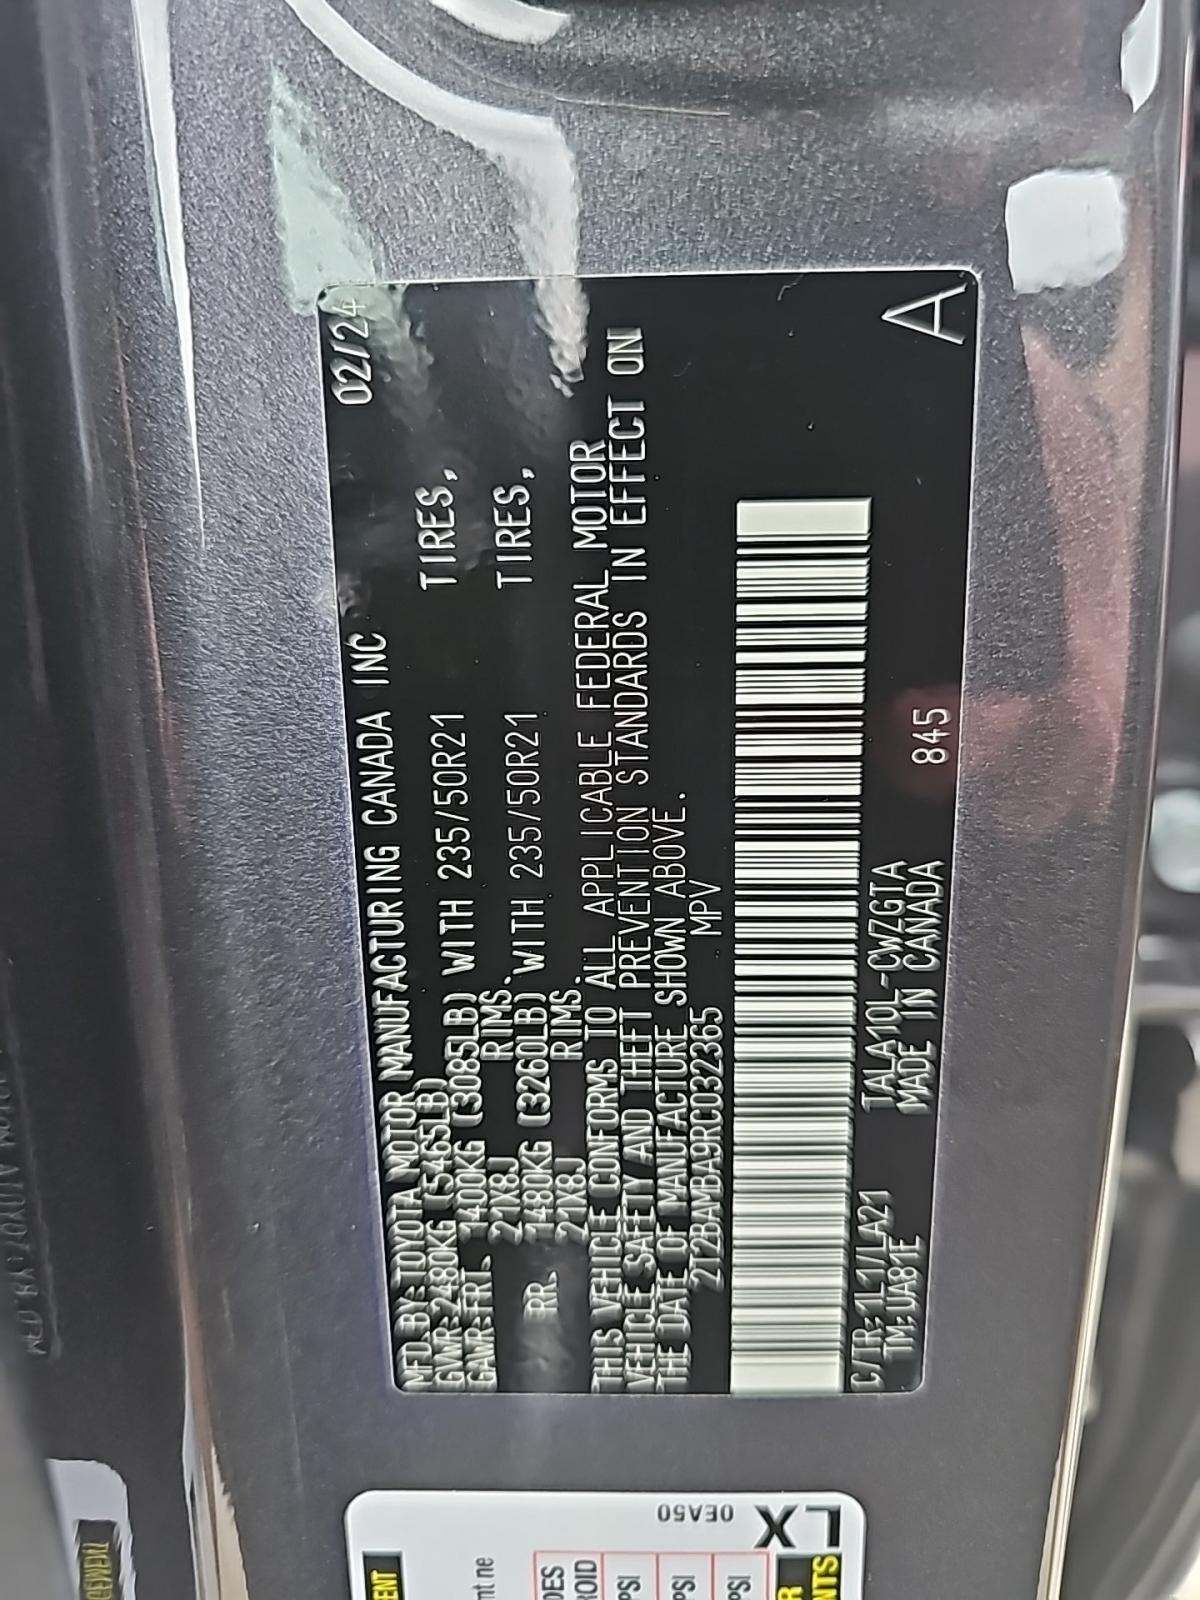 MFD. BY: TOYOTA MOTOR MANUFACTURING CANADA INC 02/24
GVWR: 2480KG (5465LB)
GAWR: FRT. 1400KG (3085LB) WITH 235/50R21 TIRES,
21X8J RIMS.
RR. 1480KG (3260LB) WITH 235/50R21 TIRES,
21X8J RIMS.
THIS VEHICLE CONFORMS TO ALL APPLICABLE FEDERAL MOTOR
VEHICLE SAFETY AND THEFT PREVENTION STANDARDS IN EFFECT ON
THE DATE OF MANUFACTURE SHOWN ABOVE.
2T2BAMBA9RC032365 MPV
C/TR: 1L1/LA21 TALA10L-CWZGTA
TM: UA81E MADE IN CANADA 845
A
LX
0EA50
PSI
PSI
PSI